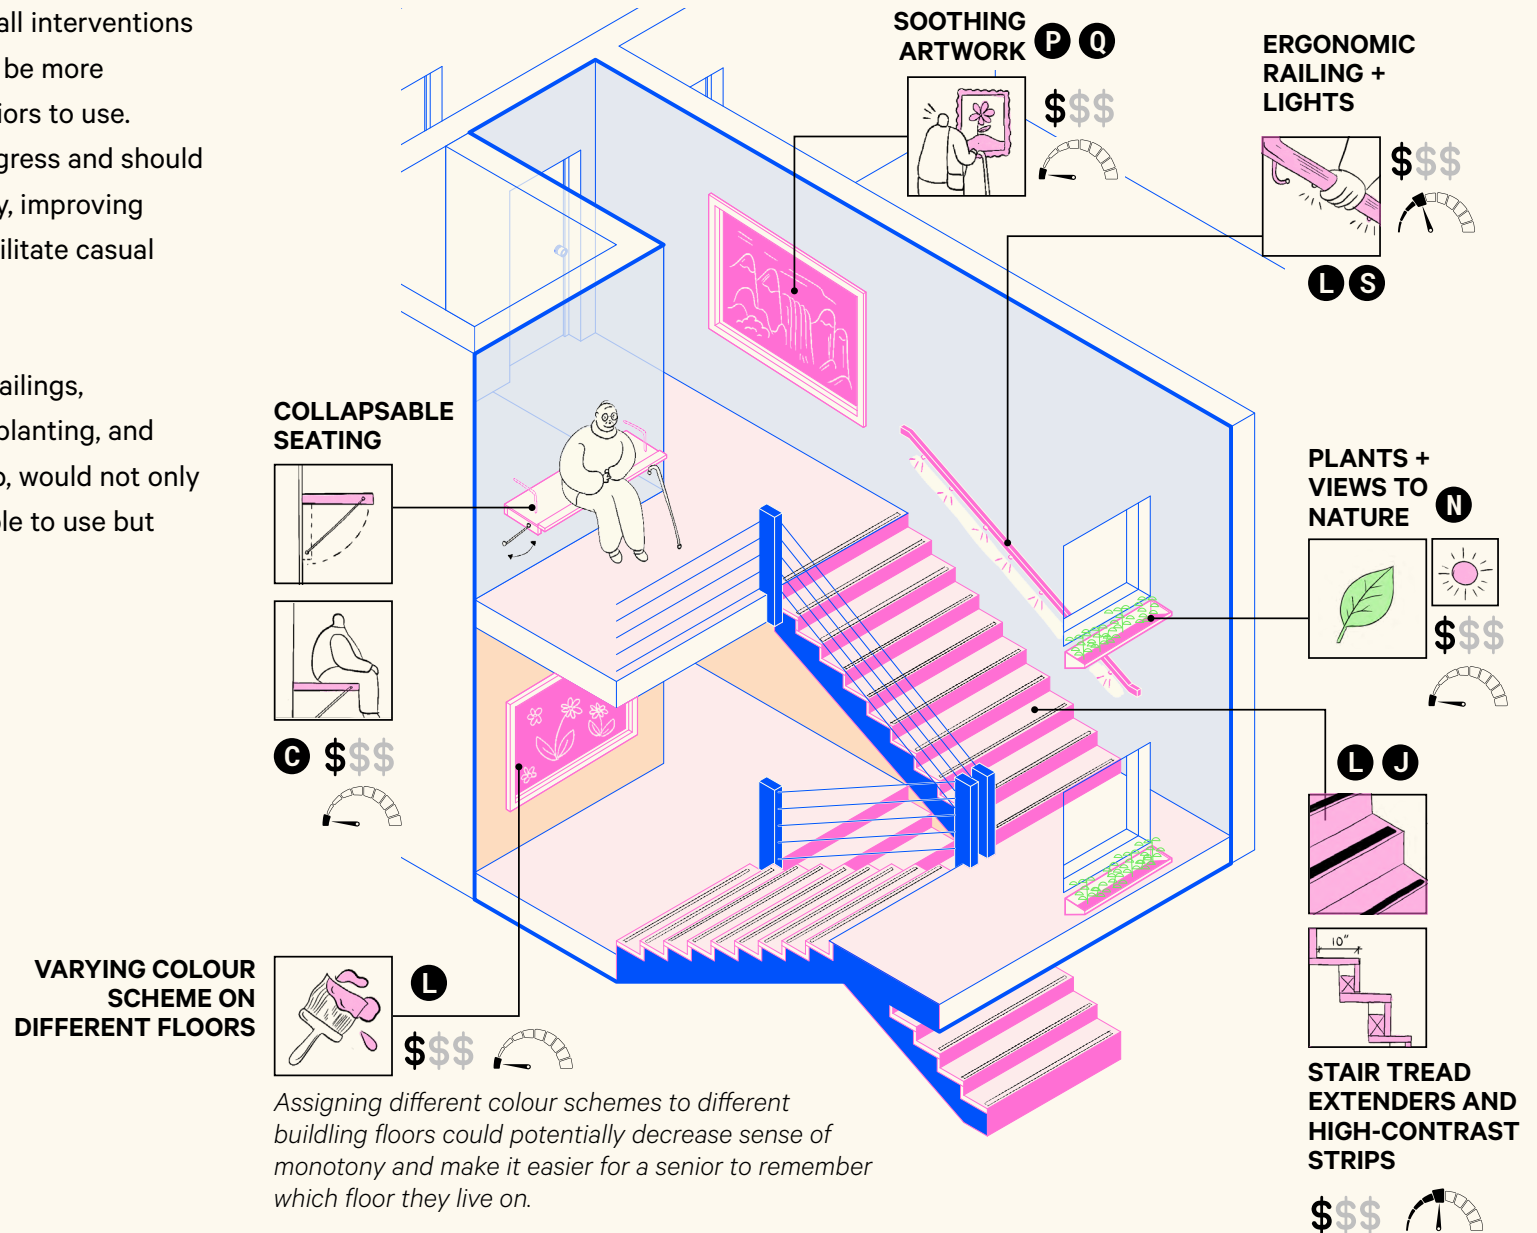 all interventions
be more
iors to use.
gress and should
y, improving
ilitate casual
ailings,
planting, and
o, would not only
ole to use but
SOOTHING
ARTWORK P Q
$$$
ERGONOMIC
RAILING +
LIGHTS
$$$
L S
COLLAPSABLE
SEATING
C $$$
PLANTS +
VIEWS TO
NATURE N
$$$
L J
10"
STAIR TREAD
EXTENDERS AND
HIGH-CONTRAST
STRIPS
$$$
VARYING COLOUR
SCHEME ON
DIFFERENT FLOORS
L
$$$
Assigning different colour schemes to different
buildling floors could potentially decrease sense of
monotony and make it easier for a senior to remember
which floor they live on.